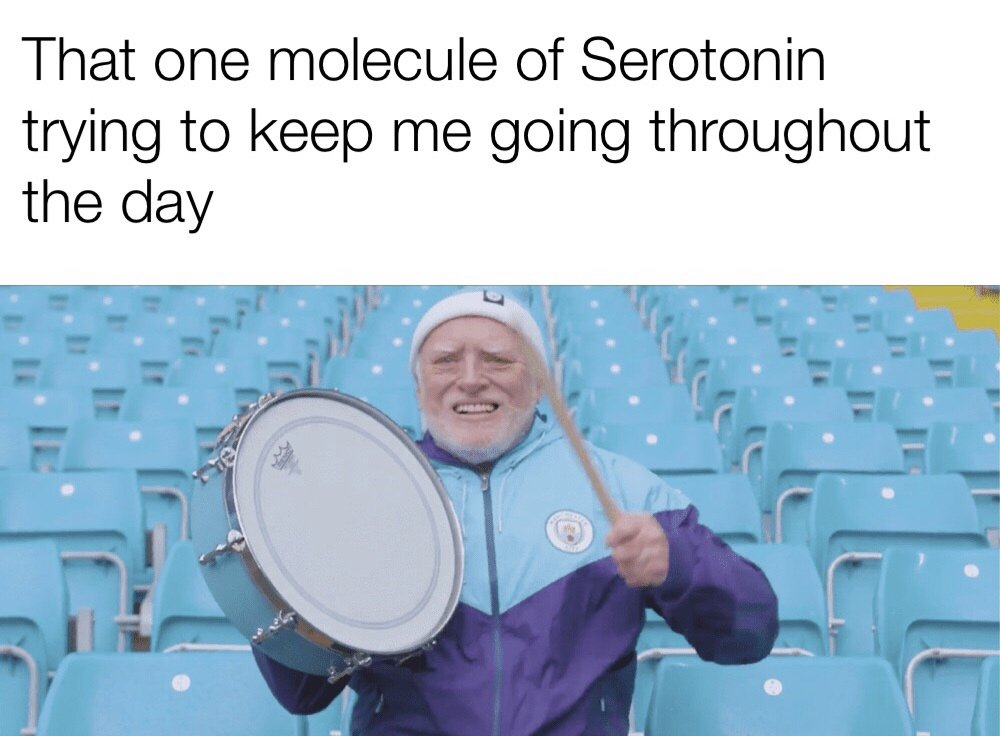 That one molecule of Serotonin
trying to keep me going throughout
the day